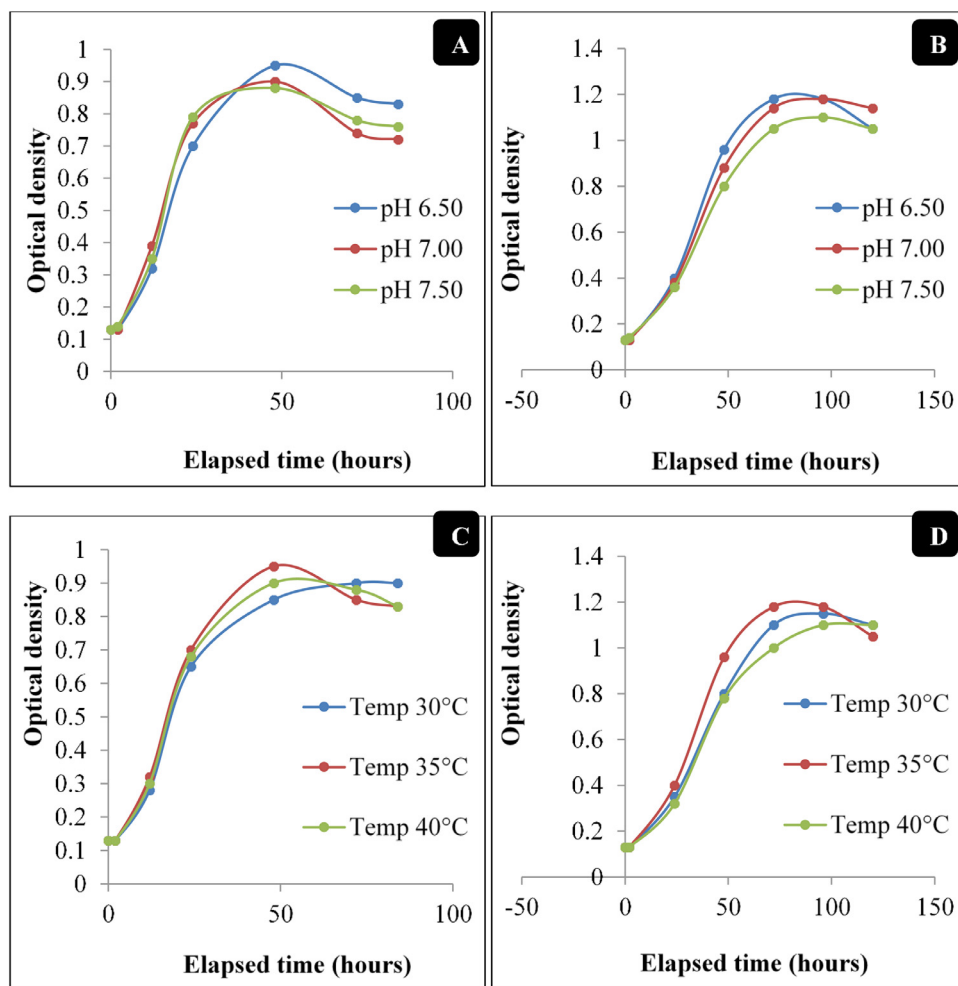 A
1
0.9
0.8
0.7
0.6
0.5
0.4
0.3
0.2
0.1
0
Optical density
pH 6.50
pH 7.00
pH 7.50
0 50 100
Elapsed time (hours)
B
1.4
1.2
1
0.8
0.6
0.4
0.2
0
Optical density
pH 6.50
pH 7.00
pH 7.50
-50 0 50 100 150
Elapsed time (hours)
C
1
0.9
0.8
0.7
0.6
0.5
0.4
0.3
0.2
0.1
0
Optical density
Temp 30°C
Temp 35°C
Temp 40°C
0 50 100
Elapsed time (hours)
D
1.4
1.2
1
0.8
0.6
0.4
0.2
0
Optical density
Temp 30°C
Temp 35°C
Temp 40°C
-50 0 50 100 150
Elapsed time (hours)